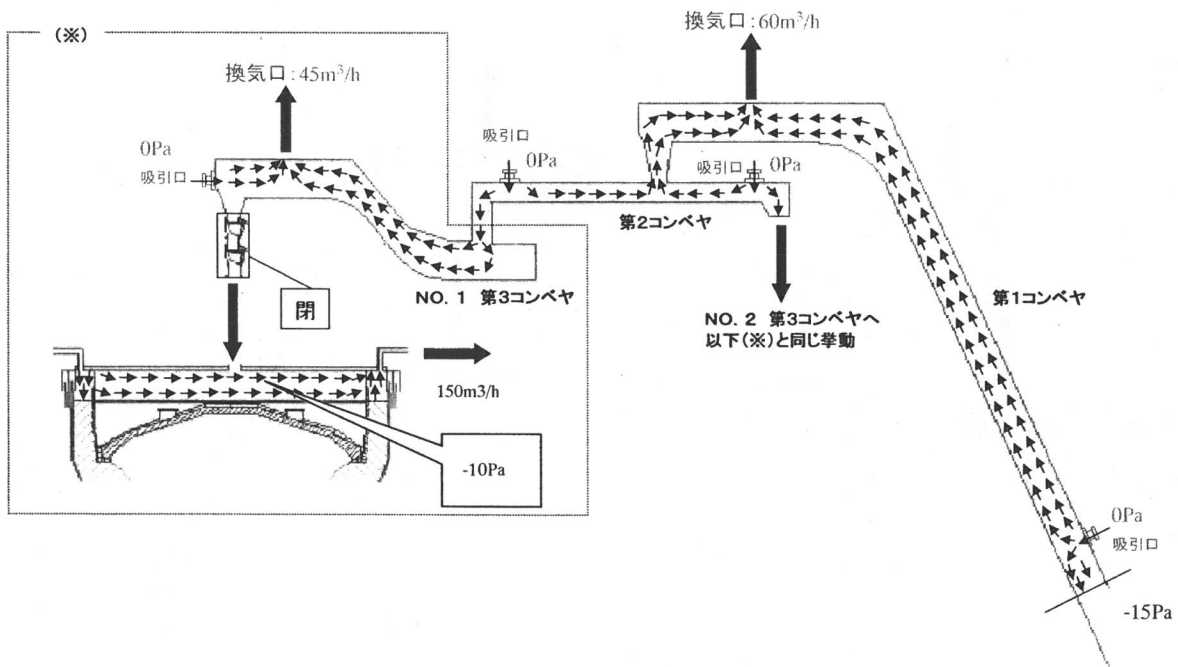 (※)
換気口:45m³/h
換気口:60m³/h
0Pa
吸引口
吸引口
0Pa
吸引口
0Pa
第2コンベヤ
NO. 1 第3コンベヤ
閉
第1コンベヤ
NO. 2 第3コンベヤへ
以下(※)と同じ挙動
150m3/h
-10Pa
0Pa
吸引口
-15Pa